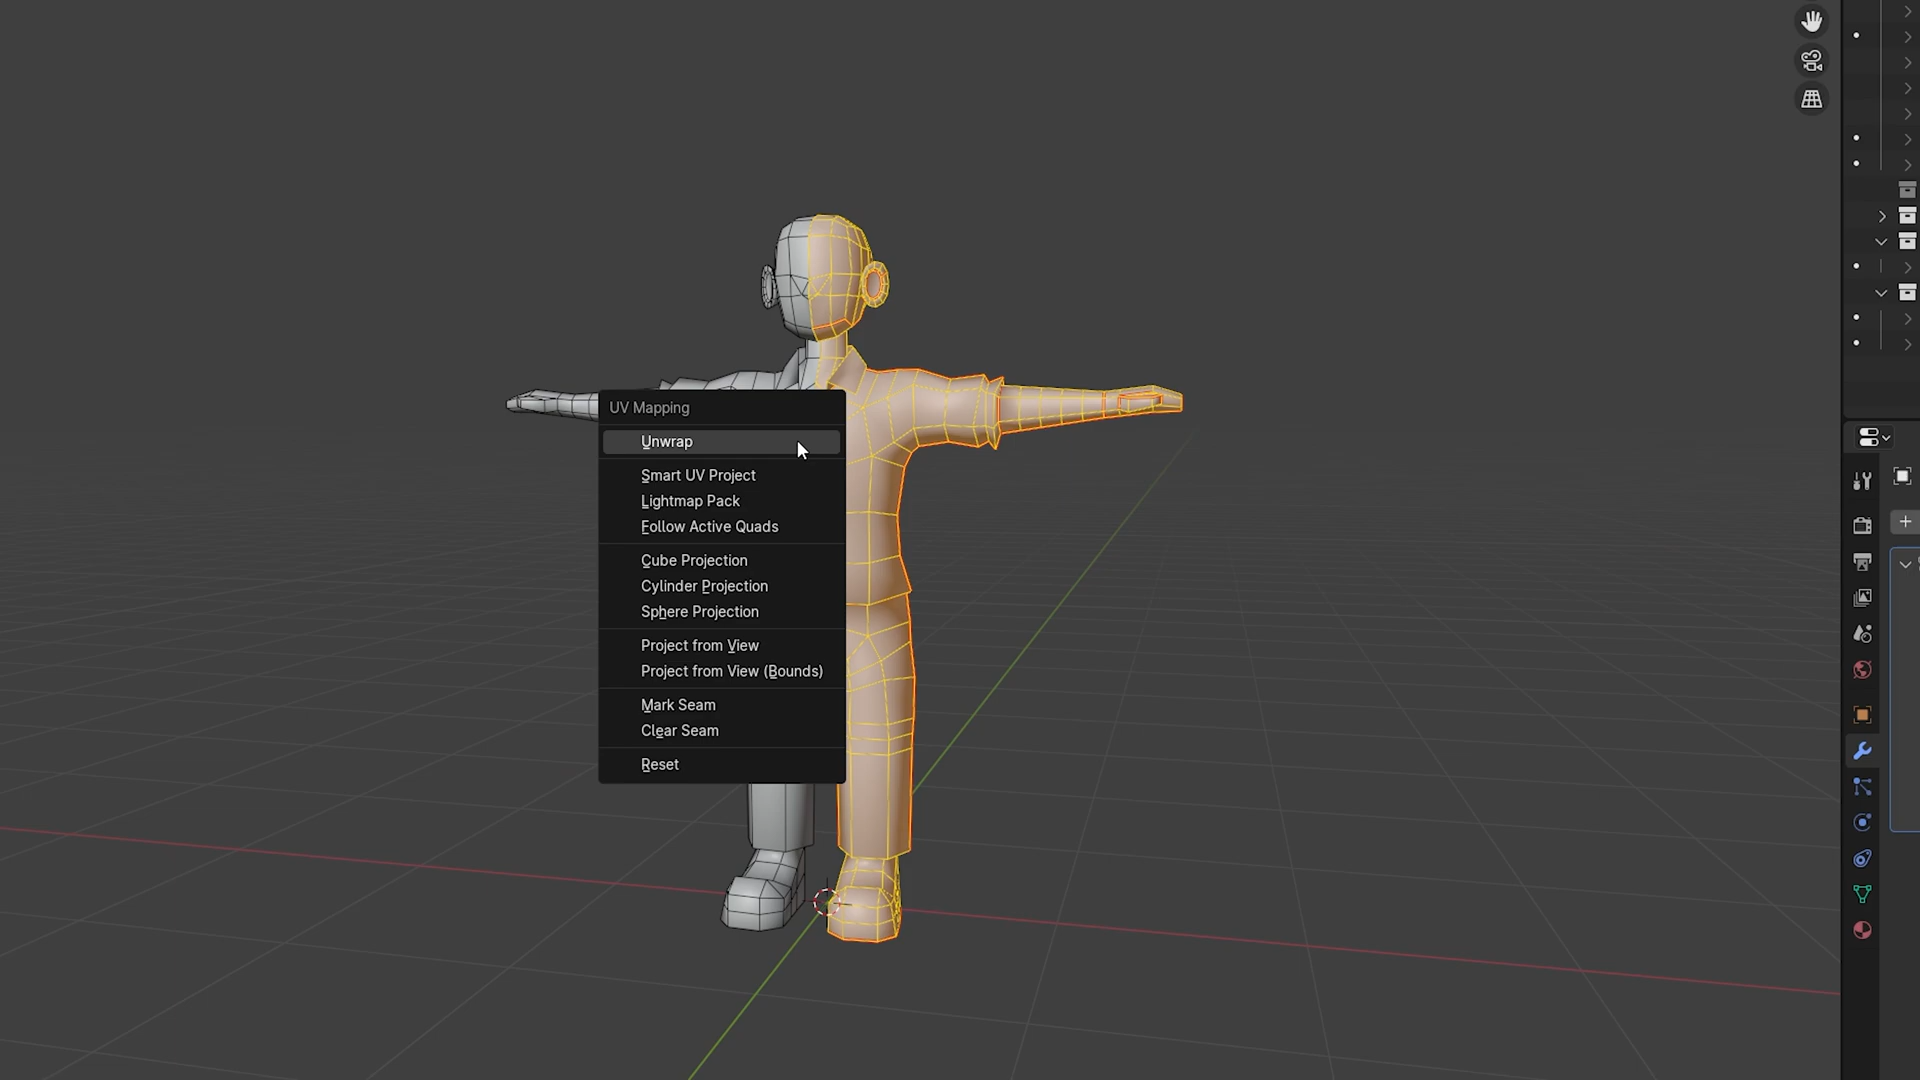 UV Mapping
Unwrap
Smart UV Project
Lightmap Pack
Follow Active Quads
Cube Projection
Cylinder Projection
Sphere Projection
Project from View
Project from View (Bounds)
Mark Seam
Clear Seam
Reset